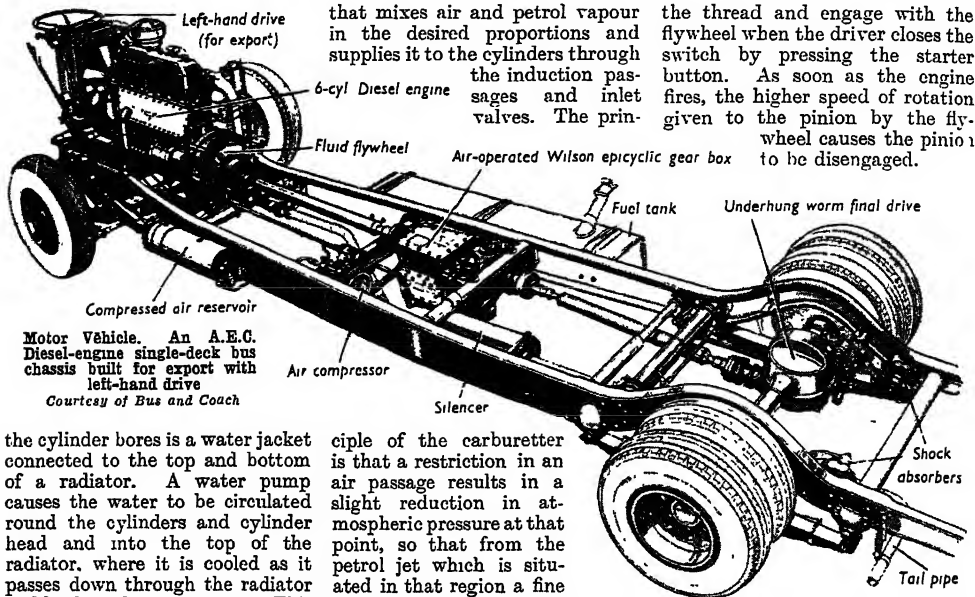 that mixes air and petrol vapour
in the desired proportions and
supplies it to the cylinders through
the induction pas-
sages and inlet
valves. The prin-
the thread and engage with the
flywheel when the driver closes the
switch by pressing the starter
button. As soon as the engine
fires, the higher speed of rotation
given to the pinion by the fly-
wheel causes the pinion
to be disengaged.
Left-hand drive
(for export)
6-cyl Diesel engine
Fluid flywheel
Air-operated Wilson epicyclic gear box
Fuel tank
Underhung worm final drive
Compressed air reservoir
Air compressor
Silencer
Shock
absorbers
Tail pipe
Motor Vehicle. An A.E.C.
Diesel-engine single-deck bus
chassis built for export with
left-hand drive
Courtesy of Bus and Coach
the cylinder bores is a water jacket
connected to the top and bottom
of a radiator. A water pump
causes the water to be circulated
round the cylinders and cylinder
head and into the top of the
radiator, where it is cooled as it
passes down through the radiator
ciple of the carburetter
is that a restriction in an
air passage results in a
slight reduction in at-
mospheric pressure at that
point, so that from the
petrol jet which is situ-
ated in that region a fine